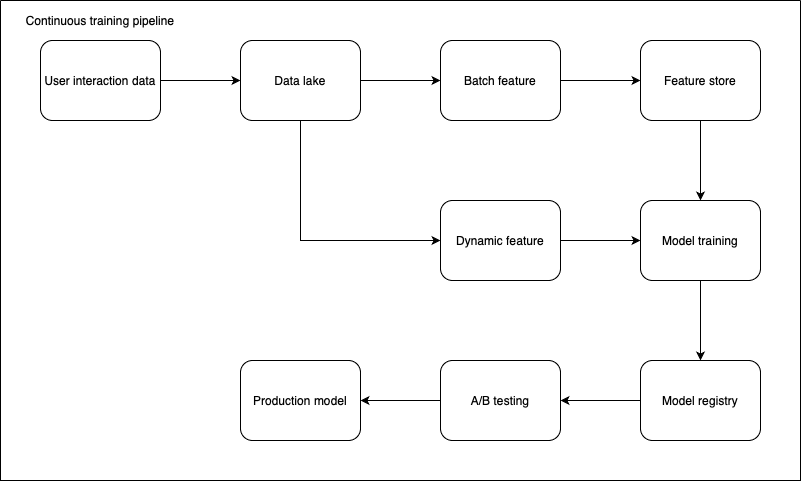 Continuous training pipeline
User interaction data
Data lake
Batch feature
Feature store
Dynamic feature
Model training
Production model
A/B testing
Model registry